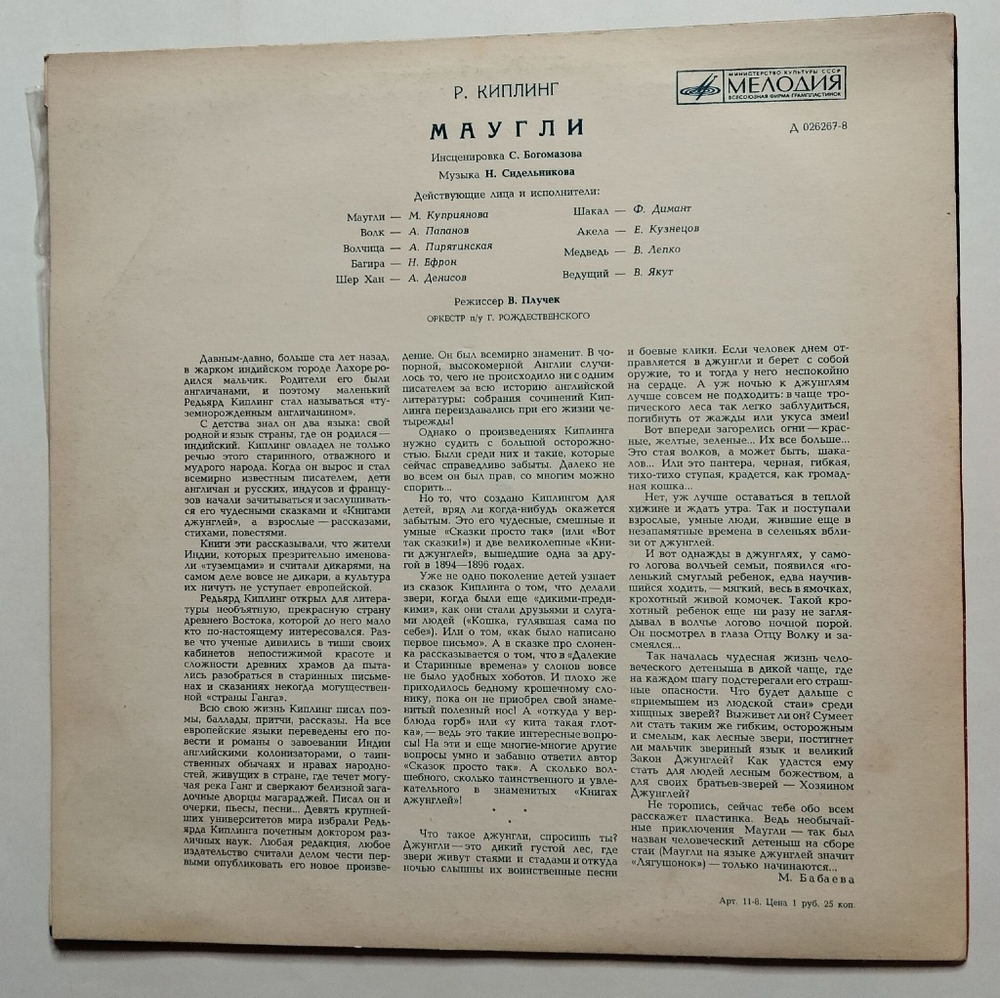 Р. КИПЛИНГ
МИНИСТЕРСТВО КУЛЬТУРЫ СССР
МЕЛОДИЯ
ВСЕСОЮЗНАЯ ФИРМА ГРАМПЛАСТИНОК
МАУГЛИ
Д 026267-8
Инсценировка С. Богомазова
Музыка Н. Сидельникова
Действующие лица и исполнители:
Маугли — М. Куприянова
Волк — А. Папанов
Волчица — А. Пирятинская
Багира — Н. Ефрон
Шер Хан — А. Денисов
Шакал — Ф. Димант
Акела — Е. Кузнецов
Медведь — В. Лепко
Ведущий — В. Якут
Режиссер В. Плучек
ОРКЕСТР п/у Г. РОЖДЕСТВЕНСКОГО
Давным-давно, больше ста лет назад,
в жарком индийском городе Лахоре ро-
дился мальчик. Родители его были
англичанами, и поэтому маленький
Редьярд Киплинг стал называться «ту-
земнорожденным англичанином».
С детства знал он два языка: свой
родной и язык страны, где он родился —
индийский. Киплинг овладел не только
речью этого старинного, отважного и
мудрого народа. Когда он вырос и стал
всемирно известным писателем, дети
англичан и русских, индусов и францу-
зов начали зачитываться и заслушивать-
ся его чудесными сказками и «Книгами
джунглей», а взрослые — рассказами,
стихами, повестями.
Книги эти рассказывали, что жители
Индии, которых презрительно именова-
ли «туземцами» и считали дикарями, на
самом деле вовсе не дикари, а культура
их ничуть не уступает европейской.
Редьярд Киплинг открыл для литера-
туры необъятную, прекрасную страну
древнего Востока, которой до него мало
кто по-настоящему интересовался. Раз-
ве что ученые дивились в тиши своих
кабинетов непостижимой красоте и
сложности древних храмов да пыта-
лись разобраться в старинных письме-
нах и сказаниях некогда могуществен-
ной «страны Ганга».
Всю свою жизнь Киплинг писал поэ-
мы, баллады, притчи, рассказы. На все
европейские языки переведены его по-
вести и романы о завоевании Индии
английскими колонизаторами, о таин-
ственных обычаях и нравах народно-
стей, живущих в стране, где течет могу-
чая река Ганг и сверкают белизной зага-
дочные дворцы магараджей. Писал он и
очерки, пьесы, песни... Девять крупней-
ших университетов мира избрали Редь-
ярда Киплинга почетным доктором раз-
личных наук. Любая редакция, любое
издательство считали делом чести пер-
выми опубликовать его новое произве-
дение. Он был всемирно знаменит. В чо-
порной, высокомерной Англии случи-
лось то, чего не происходило ни с одним
писателем за всю историю английской
литературы: собрания сочинений Кип-
линга переиздавались при его жизни че-
тырежды!
Однако о произведениях Киплинга
нужно судить с большой осторожно-
стью. Были среди них и такие, которые
сейчас справедливо забыты. Далеко не
во всем он был прав, со многим можно
спорить...
Но то, что создано Киплингом для
детей, вряд ли когда-нибудь окажется
забытым. Это его чудесные, смешные и
умные «Сказки просто так» (или «Вот
так сказки!») и две великолепные «Кни-
ги джунглей», вышедшие одна за дру-
гой в 1894—1896 годах.
Уже не одно поколение детей узнает
из сказок Киплинга о том, что делали
звери, когда были еще «дикими-преди-
кими», как они стали друзьями и слуга-
ми людей («Кошка, гулявшая сама по
себе»). Или о том, «как было написано
первое письмо». А в сказке про слонен-
ка рассказывается о том, что в «Далекие
и Старинные времена» у слонов вовсе
не было удобных хоботов. И плохо же
приходилось бедному крошечному сло-
нику, пока он не приобрел свой знаме-
нитый полезный нос! А «откуда у вер-
блюда горб» или «у кита такая глот-
ка», — ведь это такие интересные вопро-
сы! На эти и еще многие-многие другие
вопросы умно и забавно ответил автор
«Сказок просто так». А сколько вол-
шебного, сколько таинственного и увле-
кательного в знаменитых «Книгах
джунглей»!
Что такое джунгли, спросишь ты?
Джунгли — это дикий густой лес, где
звери живут стаями и стадами и откуда
ночью слышны их воинственные песни
и боевые клики. Если человек днем от-
правляется в джунгли и берет с собой
оружие, то и тогда у него неспокойно
на сердце. А уж ночью к джунглям
лучше совсем не подходить: в чаще тро-
пического леса так легко заблудиться,
погибнуть от жажды или укуса змеи!
Вот впереди загорелись огни — крас-
ные, желтые, зеленые... Их все больше...
Это стая волков, а может быть, шака-
лов... Или это пантера, черная, гибкая,
тихо-тихо ступая, крадется, как громад-
ная кошка...
Нет, уж лучше оставаться в теплой
хижине и ждать утра. Так и поступали
взрослые, умные люди, жившие еще в
незапамятные времена в селеньях вбли-
зи от джунглей.
И вот однажды в джунглях, у само-
го логова волчьей семьи, появился «го-
ленький смуглый ребенок, едва научив-
шийся ходить, — мягкий, весь в ямочках,
крохотный живой комочек. Такой кро-
хотный ребенок еще ни разу не загля-
дывал в волчье логово ночной порой.
Он посмотрел в глаза Отцу Волку и за-
смеялся...
Так началась чудесная жизнь чело-
веческого детеныша в дикой чаще, где
на каждом шагу подстерегали его страш-
ные опасности. Что будет дальше с
«приемышем из людской стаи» среди
хищных зверей? Выживет ли он? Сумеет
ли стать таким же гибким, осторожным
и смелым, как лесные звери, постигнет
ли мальчик звериный язык и великий
Закон Джунглей? Как удастся ему
стать для людей лесным божеством, а
для своих братьев-зверей — Хозяином
Джунглей?
Не торопись, сейчас тебе обо всем
расскажет пластинка. Ведь необычай-
ные приключения Маугли — так был
назван человеческий детеныш на сборе
стаи (Маугли на языке джунглей значит
«Лягушонок») — только начинаются...
М. Бабаева
Арт. 11-8. Цена 1 руб. 25 коп.